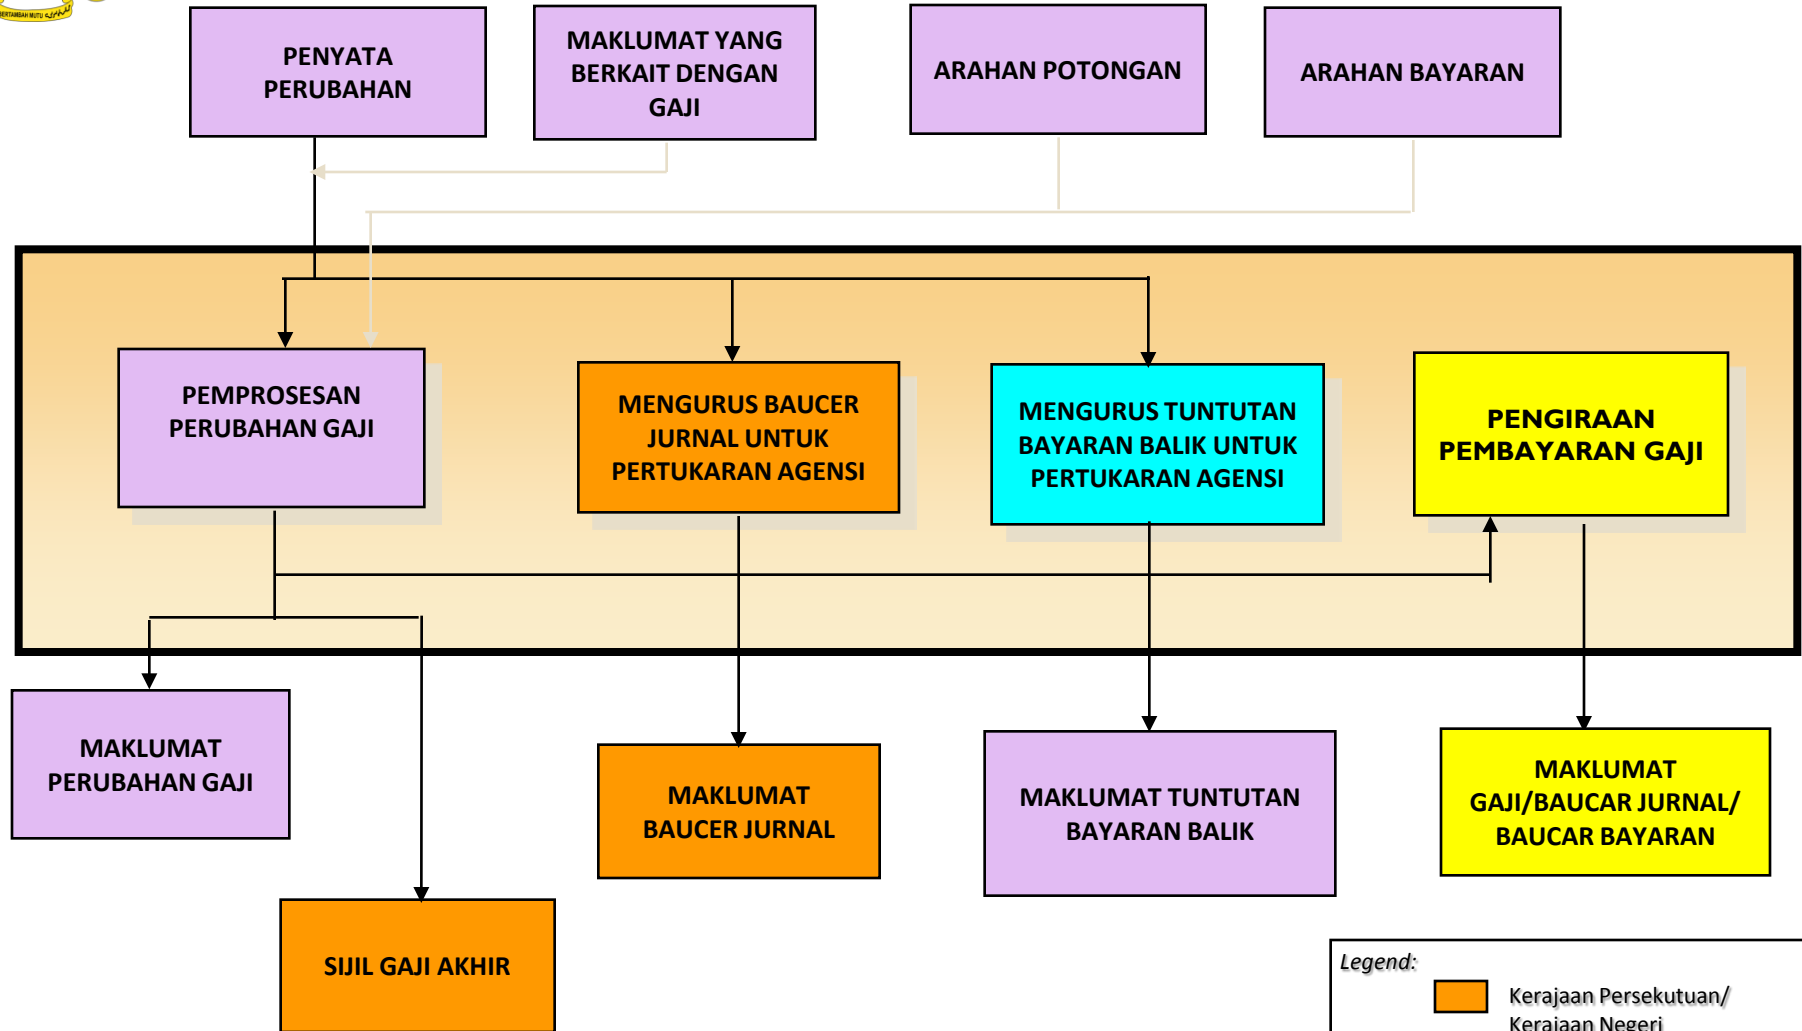 BERTAMBAH MUTU
PENYATA
PERUBAHAN
MAKLUMAT YANG
BERKAIT DENGAN
GAJI
ARAHAN POTONGAN
ARAHAN BAYARAN
PEMPROSESAN
PERUBAHAN GAJI
MENGURUS BAUCER
JURNAL UNTUK
PERTUKARAN AGENSI
MENGURUS TUNTUTAN
BAYARAN BALIK UNTUK
PERTUKARAN AGENSI
PENGIRAAN
PEMBAYARAN GAJI
MAKLUMAT
PERUBAHAN GAJI
MAKLUMAT
BAUCER JURNAL
MAKLUMAT TUNTUTAN
BAYARAN BALIK
MAKLUMAT
GAJI/BAUCAR JURNAL/
BAUCAR BAYARAN
SIJIL GAJI AKHIR
Legend:
Kerajaan Persekutuan/
Kerajaan Negeri